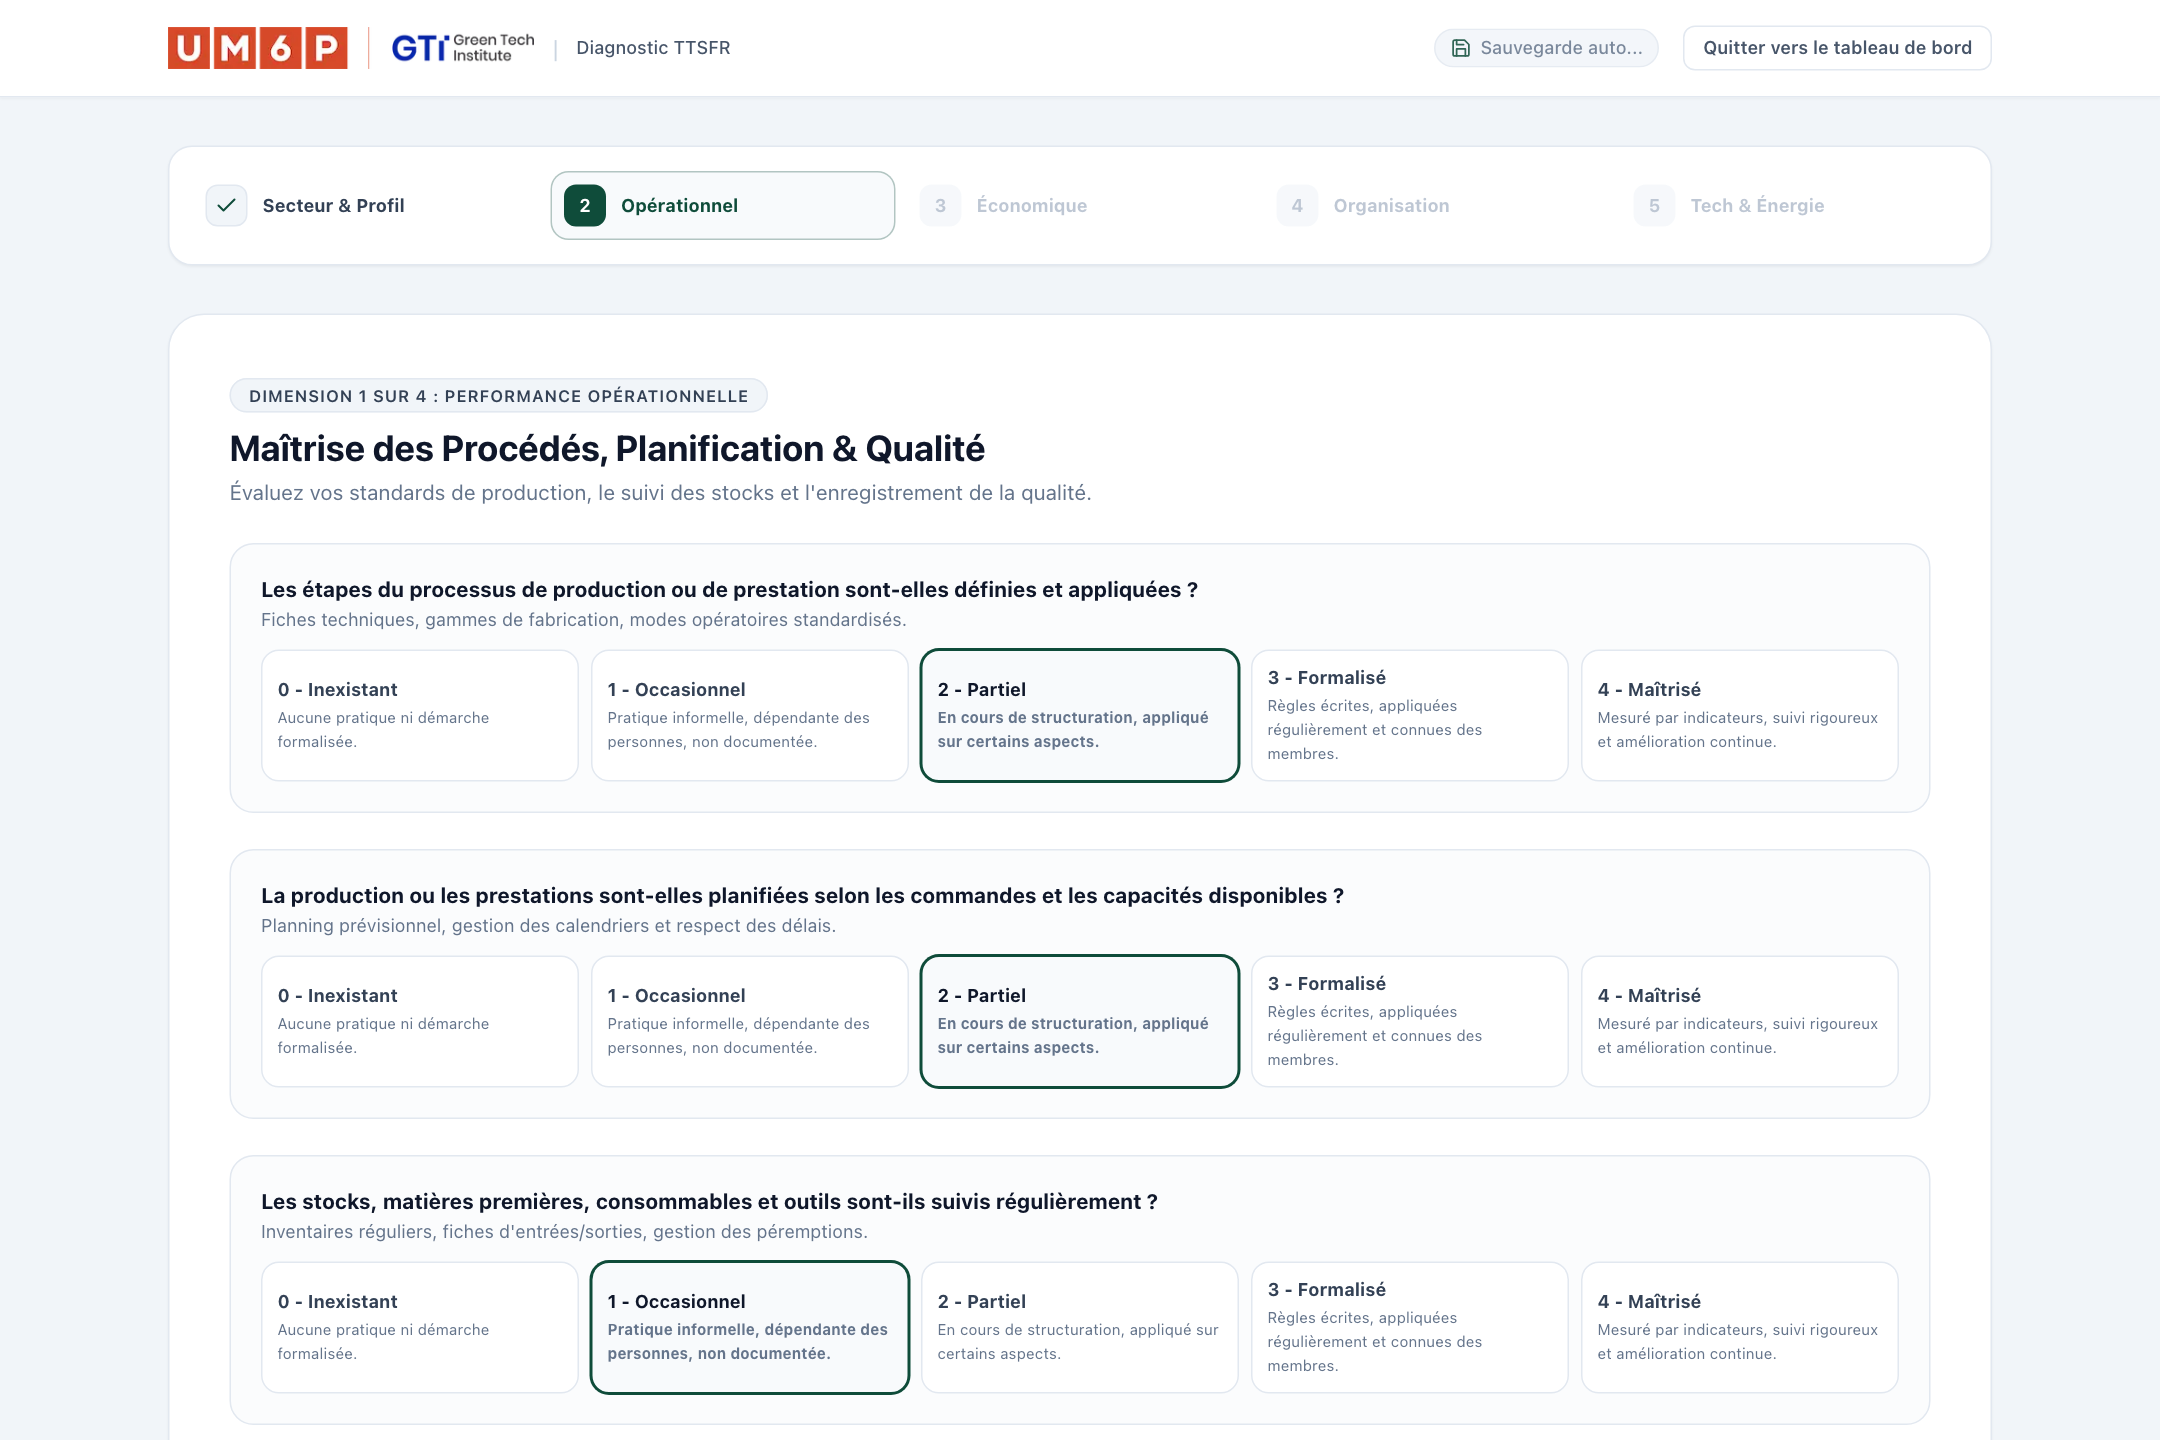 UM6P
GTi Green Tech Institute
Diagnostic TTSFR
Sauvegarde auto...
Quitter vers le tableau de bord
Secteur & Profil
2 Opérationnel
3 Économique
4 Organisation
5 Tech & Énergie
DIMENSION 1 SUR 4 : PERFORMANCE OPÉRATIONNELLE
Maîtrise des Procédés, Planification & Qualité
Évaluez vos standards de production, le suivi des stocks et l'enregistrement de la qualité.
Les étapes du processus de production ou de prestation sont-elles définies et appliquées ?
Fiches techniques, gammes de fabrication, modes opératoires standardisés.
0 - Inexistant
Aucune pratique ni démarche
formalisée.
1 - Occasionnel
Pratique informelle, dépendante des
personnes, non documentée.
2 - Partiel
En cours de structuration, appliqué
sur certains aspects.
3 - Formalisé
Règles écrites, appliquées
régulièrement et connues des
membres.
4 - Maîtrisé
Mesuré par indicateurs, suivi rigoureux
et amélioration continue.
La production ou les prestations sont-elles planifiées selon les commandes et les capacités disponibles ?
Planning prévisionnel, gestion des calendriers et respect des délais.
0 - Inexistant
Aucune pratique ni démarche
formalisée.
1 - Occasionnel
Pratique informelle, dépendante des
personnes, non documentée.
2 - Partiel
En cours de structuration, appliqué
sur certains aspects.
3 - Formalisé
Règles écrites, appliquées
régulièrement et connues des
membres.
4 - Maîtrisé
Mesuré par indicateurs, suivi rigoureux
et amélioration continue.
Les stocks, matières premières, consommables et outils sont-ils suivis régulièrement ?
Inventaires réguliers, fiches d'entrées/sorties, gestion des péremptions.
0 - Inexistant
Aucune pratique ni démarche
formalisée.
1 - Occasionnel
Pratique informelle, dépendante des
personnes, non documentée.
2 - Partiel
En cours de structuration, appliqué sur
certains aspects.
3 - Formalisé
Règles écrites, appliquées
régulièrement et connues des
membres.
4 - Maîtrisé
Mesuré par indicateurs, suivi rigoureux
et amélioration continue.